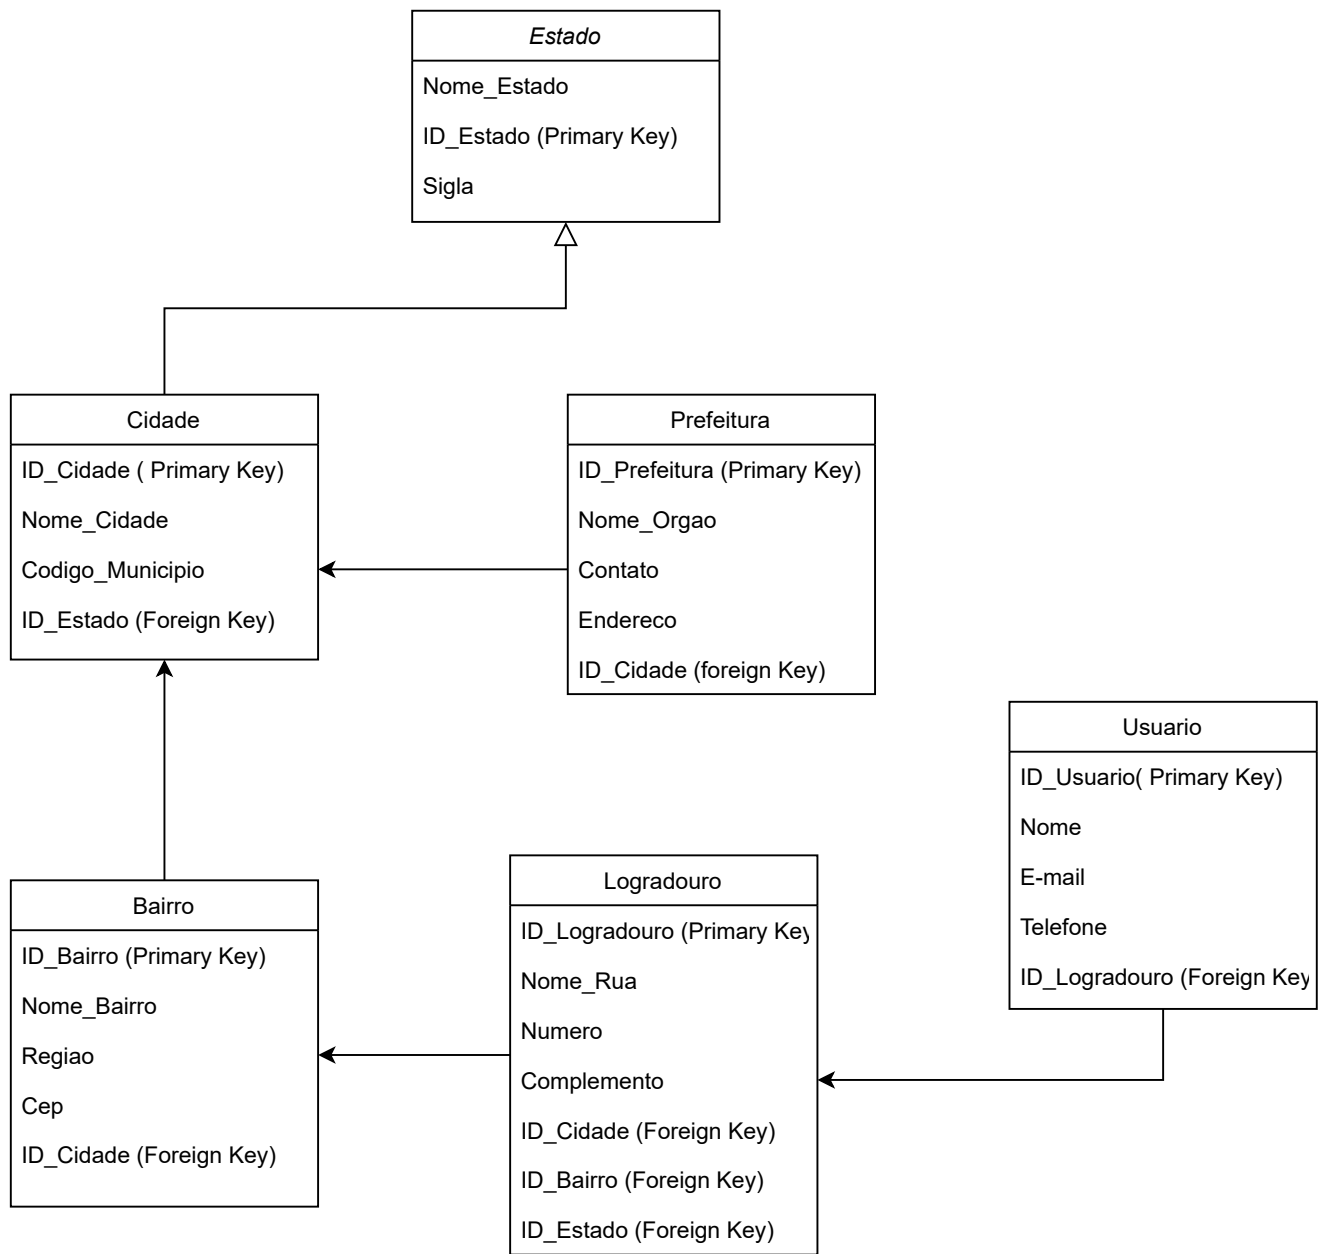 Estado
Nome_Estado
ID_Estado (Primary Key)
Sigla
Cidade
ID_Cidade ( Primary Key)
Nome_Cidade
Codigo_Municipio
ID_Estado (Foreign Key)
Prefeitura
ID_Prefeitura (Primary Key)
Nome_Orgao
Contato
Endereco
ID_Cidade (foreign Key)
Usuario
ID_Usuario( Primary Key)
Nome
E-mail
Telefone
ID_Logradouro (Foreign Key
Bairro
ID_Bairro (Primary Key)
Nome_Bairro
Regiao
Cep
ID_Cidade (Foreign Key)
Logradouro
ID_Logradouro (Primary Key
Nome_Rua
Numero
Complemento
ID_Cidade (Foreign Key)
ID_Bairro (Foreign Key)
ID_Estado (Foreign Key)